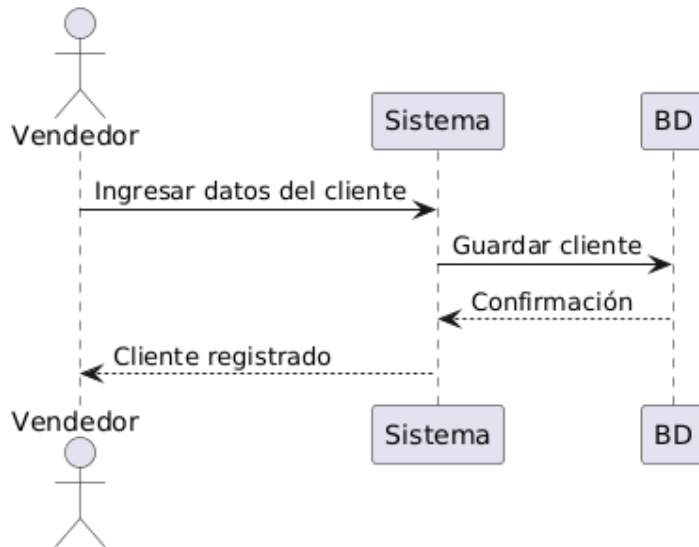 Vendedor
Sistema
BD
Ingresar datos del cliente
Guardar cliente
Confirmación
Cliente registrado
Vendedor
Sistema
BD